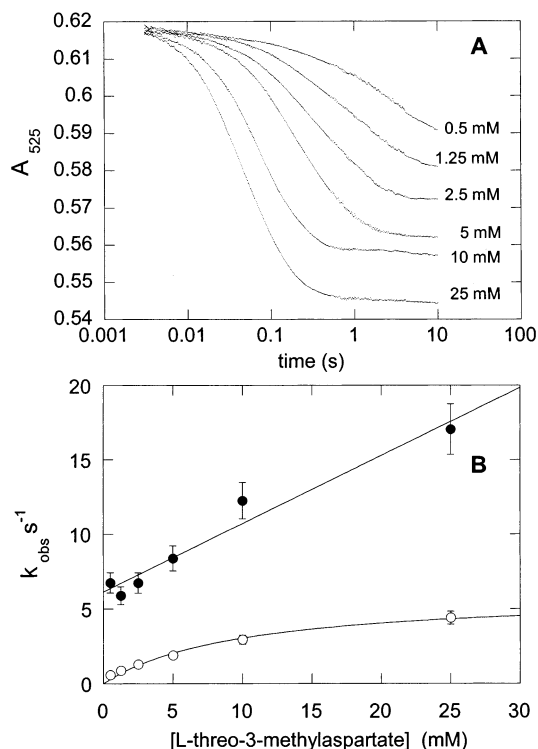 0.62
A
0.61
0.6
0.5 mM
0.59
A 525
1.25 mM
0.58
2.5 mM
0.57
5 mM
0.56
10 mM
0.55
25 mM
0.54
0.001 0.01 0.1 1 10 100
time (s)
20
B
15
k obs s-1
10
5
0
0 5 10 15 20 25 30
[L-threo-3-methylaspartate] (mM)